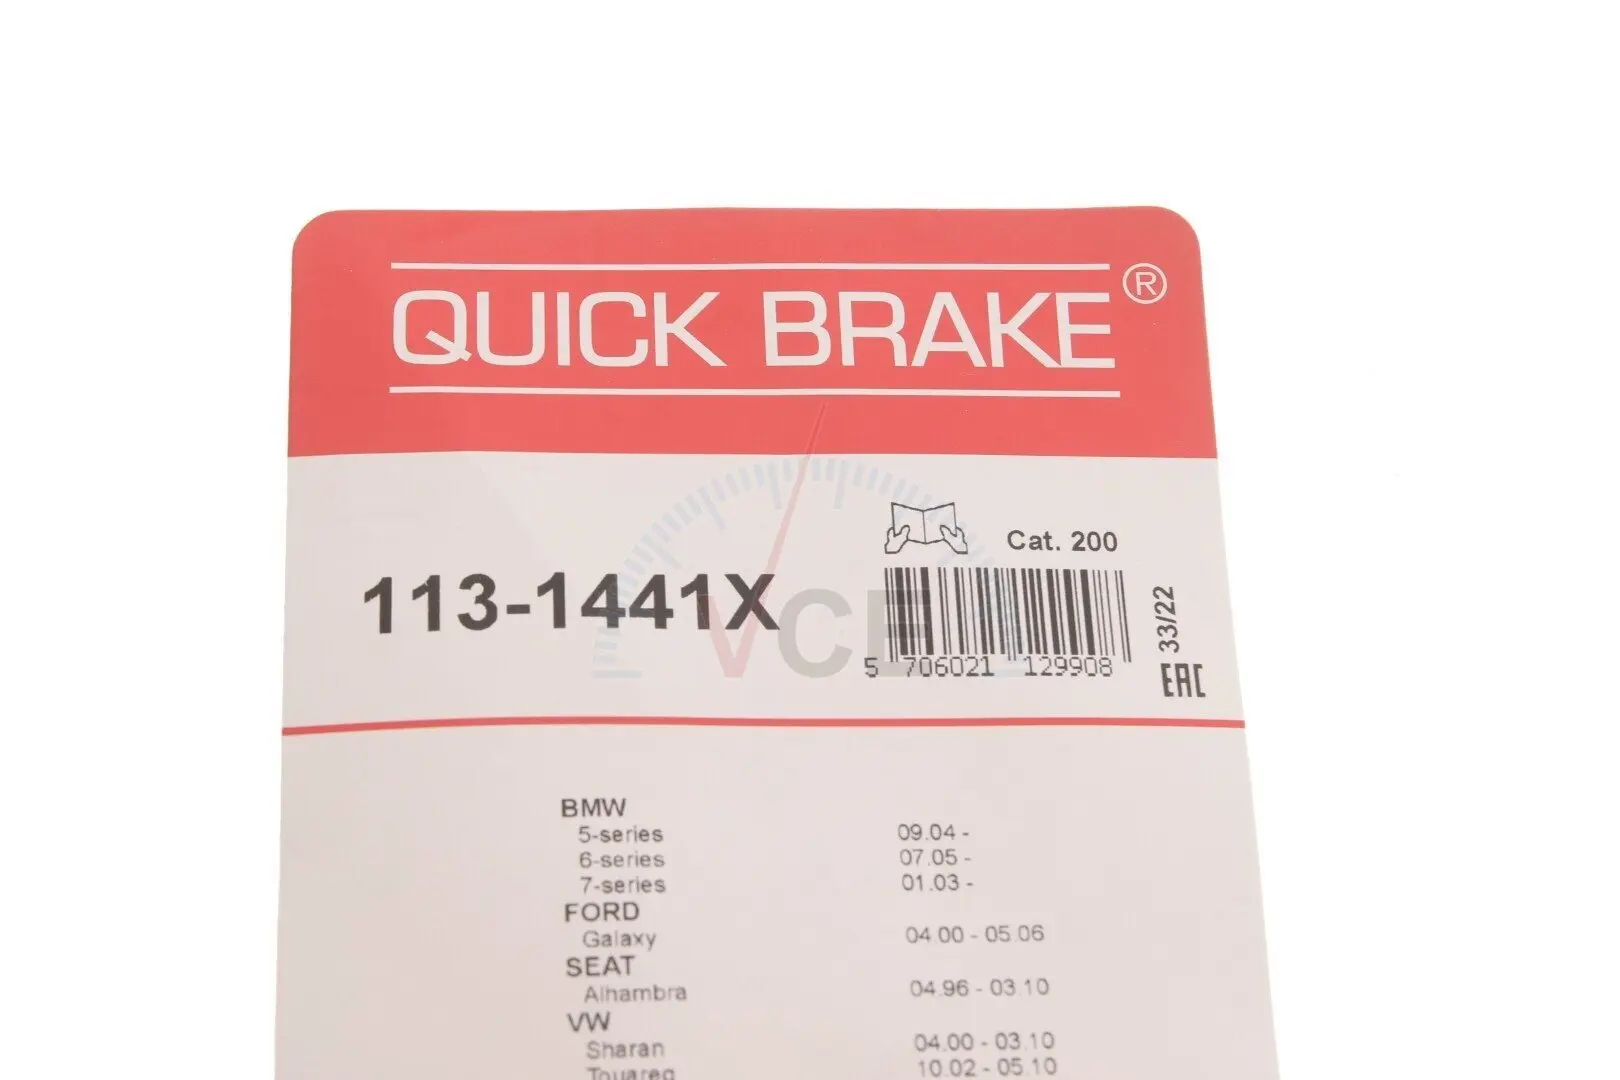 QUICK BRAKE®
Cat. 200
113-1441X
5 706021 129908
33/22
EAC
VCE
BMW
5-series 09.04 -
6-series 07.05 -
7-series 01.03 -
FORD
Galaxy 04.00 - 05.06
SEAT
Alhambra 04.96 - 03.10
VW
Sharan 04.00 - 03.10
Touareg 10.02 - 05.10